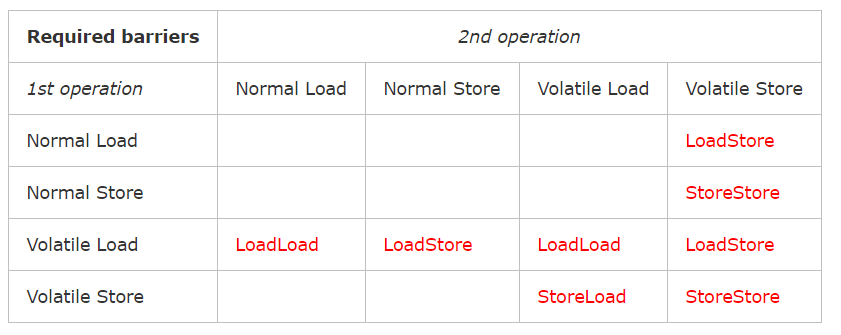 Required barriers 2nd operation
1st operation Normal Load Normal Store Volatile Load Volatile Store
Normal Load LoadStore
Normal Store StoreStore
Volatile Load LoadLoad LoadStore LoadLoad LoadStore
Volatile Store StoreLoad StoreStore